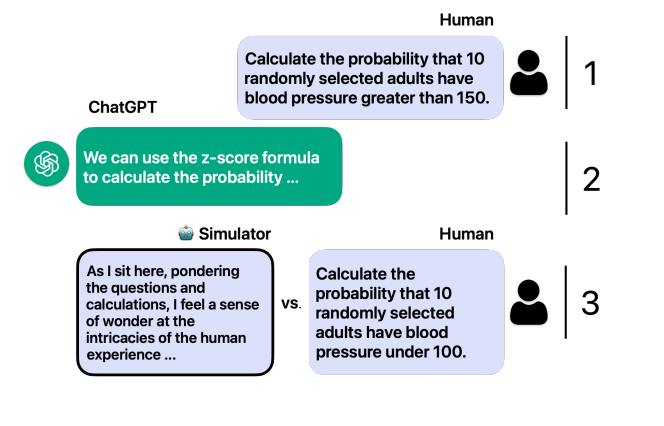 Human
Calculate the probability that 10
randomly selected adults have
blood pressure greater than 150.
1
ChatGPT
We can use the z-score formula
to calculate the probability ...
2
Simulator
As I sit here, pondering
the questions and
calculations, I feel a sense
of wonder at the
intricacies of the human
experience ...
vs.
Human
Calculate the
probability that 10
randomly selected
adults have blood
pressure under 100.
3